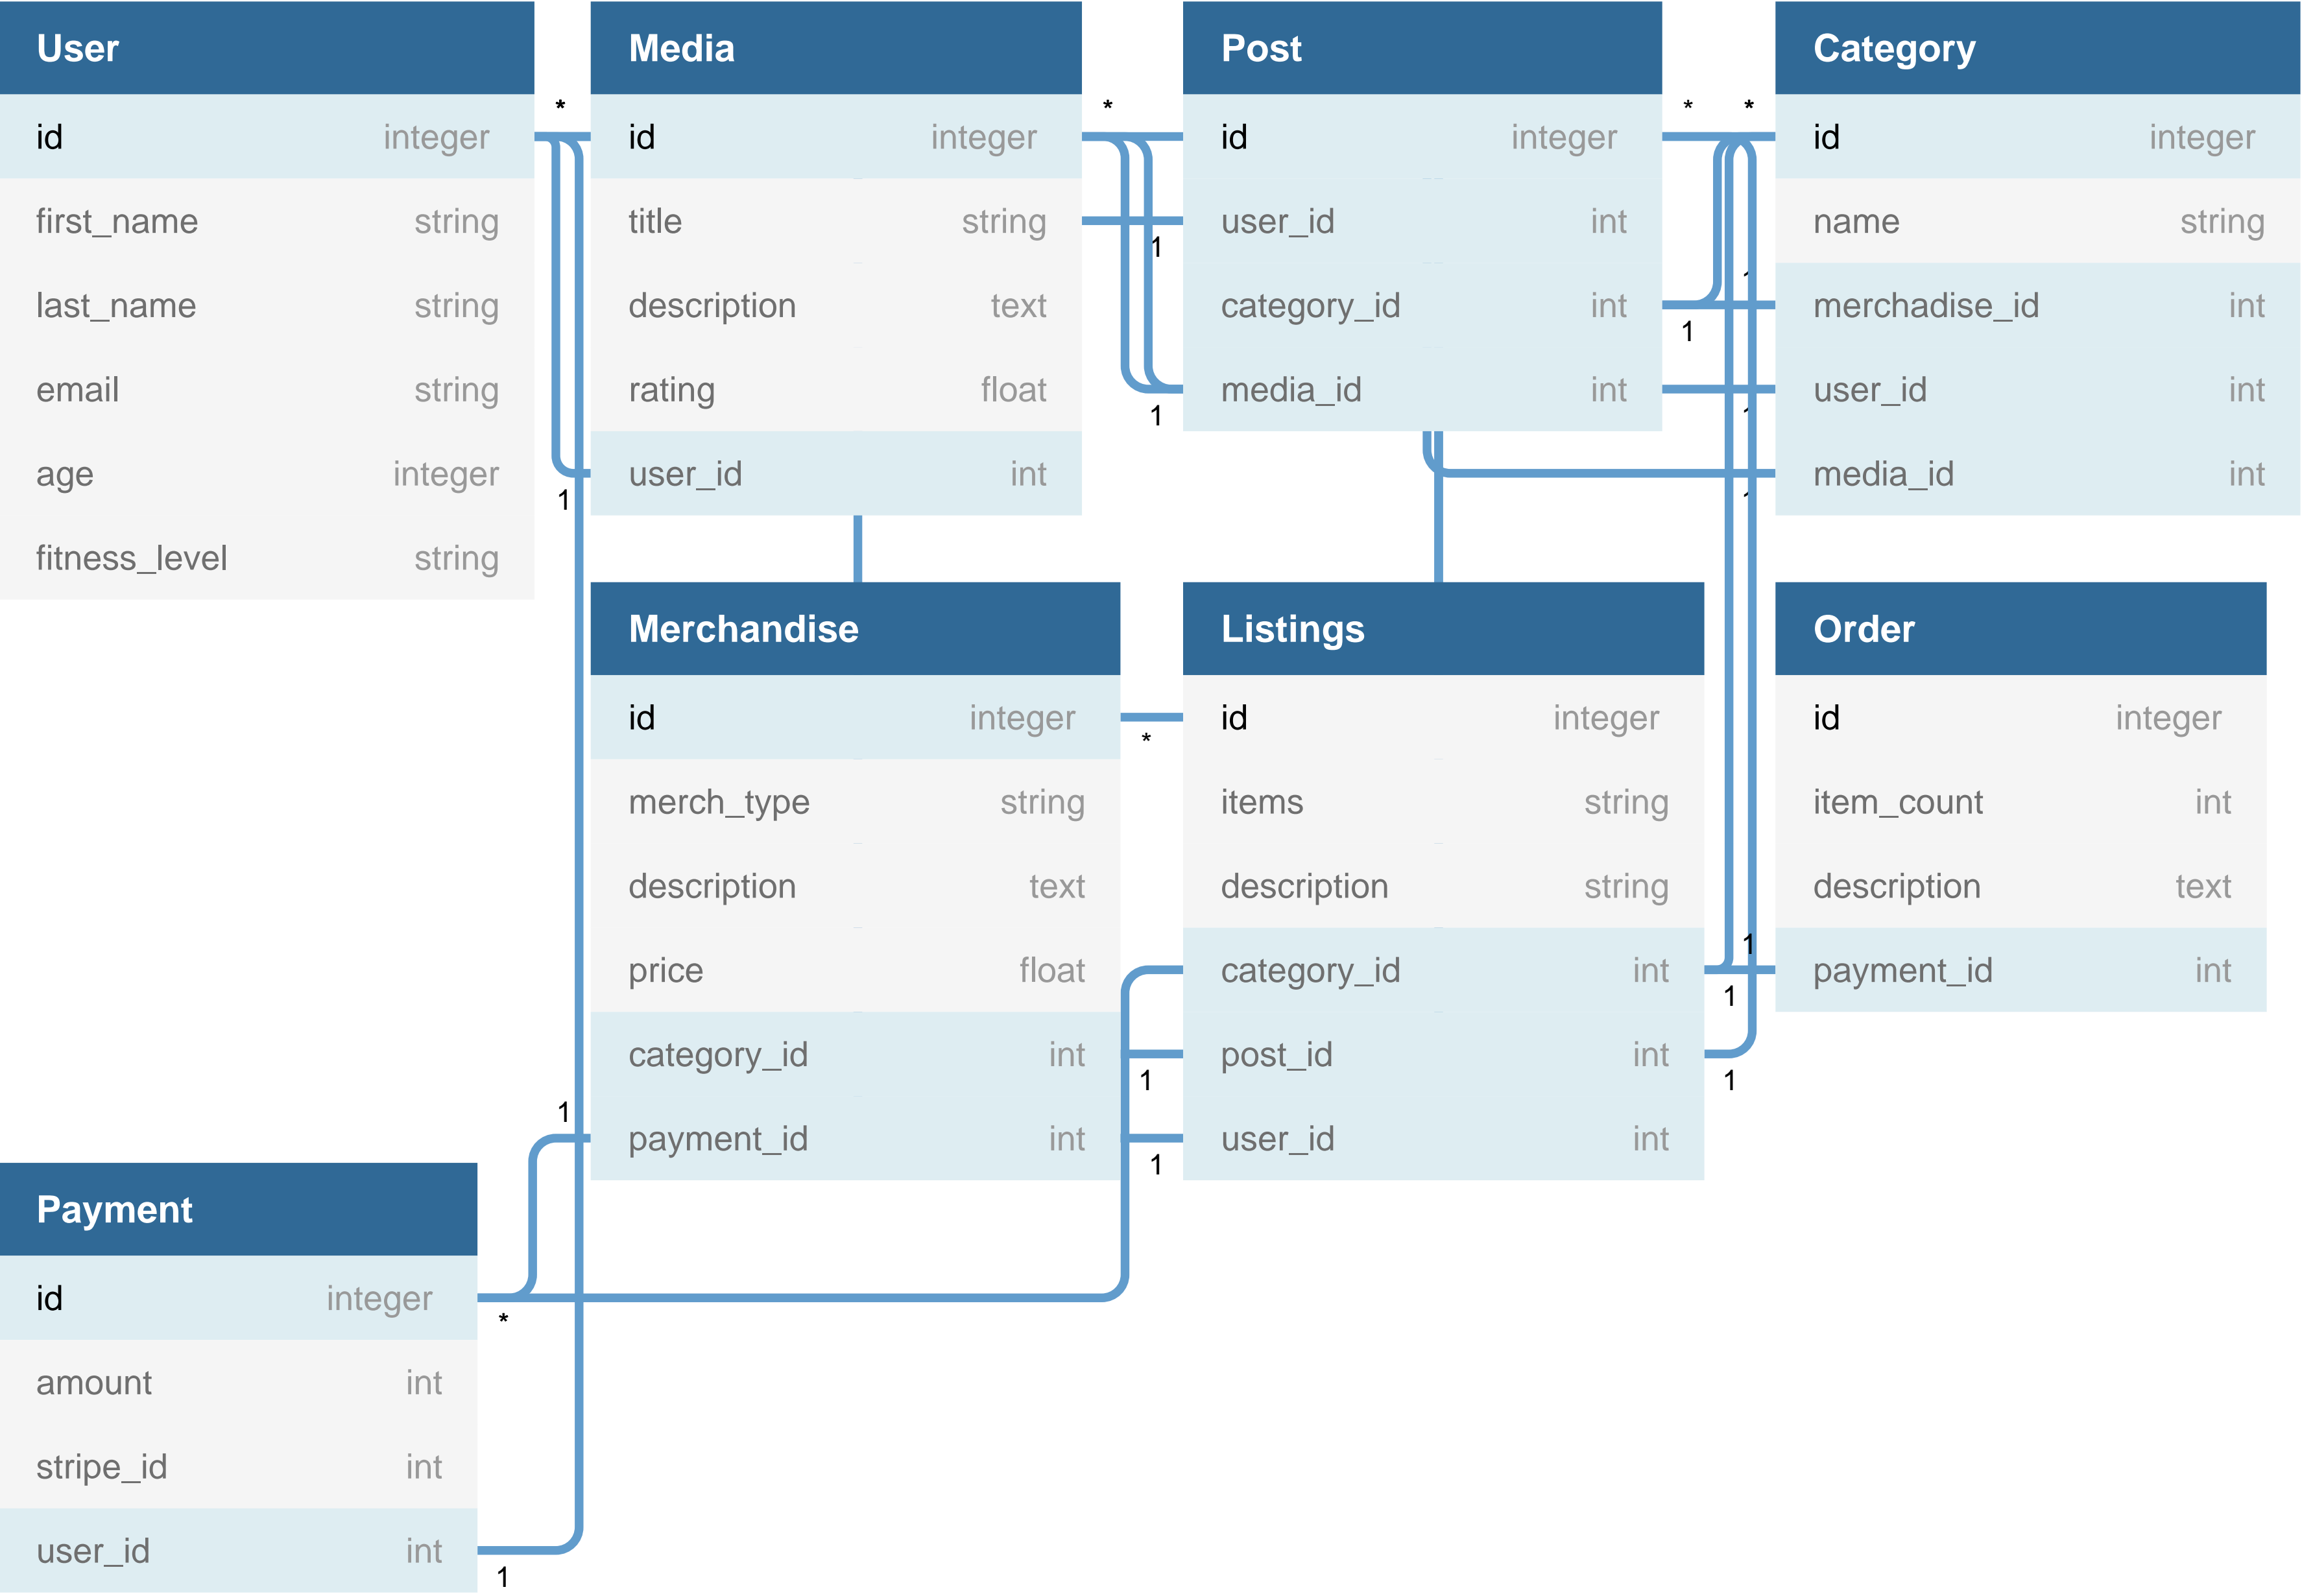 User
id integer
first_name string
last_name string
email string
age integer
fitness_level string
Media
id integer
title string
description text
rating float
user_id int
Post
id integer
user_id int
category_id int
media_id int
Category
id integer
name string
merchadise_id int
user_id int
media_id int
* * * *
1
1
1
1
1
1
1
Merchandise
id integer
merch_type string
description text
price float
category_id int
payment_id int
Listings
id integer
items string
description string
category_id int
post_id int
user_id int
Order
id integer
item_count int
description text
payment_id int
*
1
1
1 1
1
1
Payment
id integer
amount int
stripe_id int
user_id int
*
1